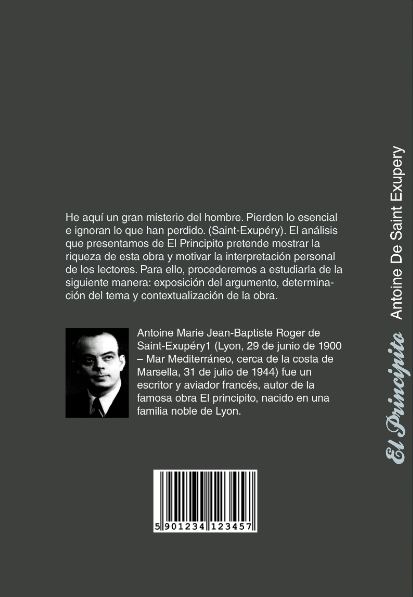 He aquí un gran misterio del hombre. Pierden lo esencial
e ignoran lo que han perdido. (Saint-Exupéry). El análisis
que presentamos de El Principito pretende mostrar la
riqueza de esta obra y motivar la interpretación personal
de los lectores. Para ello, procederemos a estudiarla de la
siguiente manera: exposición del argumento, determina-
ción del tema y contextualización de la obra.
Antoine Marie Jean-Baptiste Roger de
Saint-Exupéry1 (Lyon, 29 de junio de 1900
– Mar Mediterráneo, cerca de la costa de
Marsella, 31 de julio de 1944) fue un
escritor y aviador francés, autor de la
famosa obra El principito, nacido en una
familia noble de Lyon.
5 901234 123457
El Principito Antoine De Saint Exupery